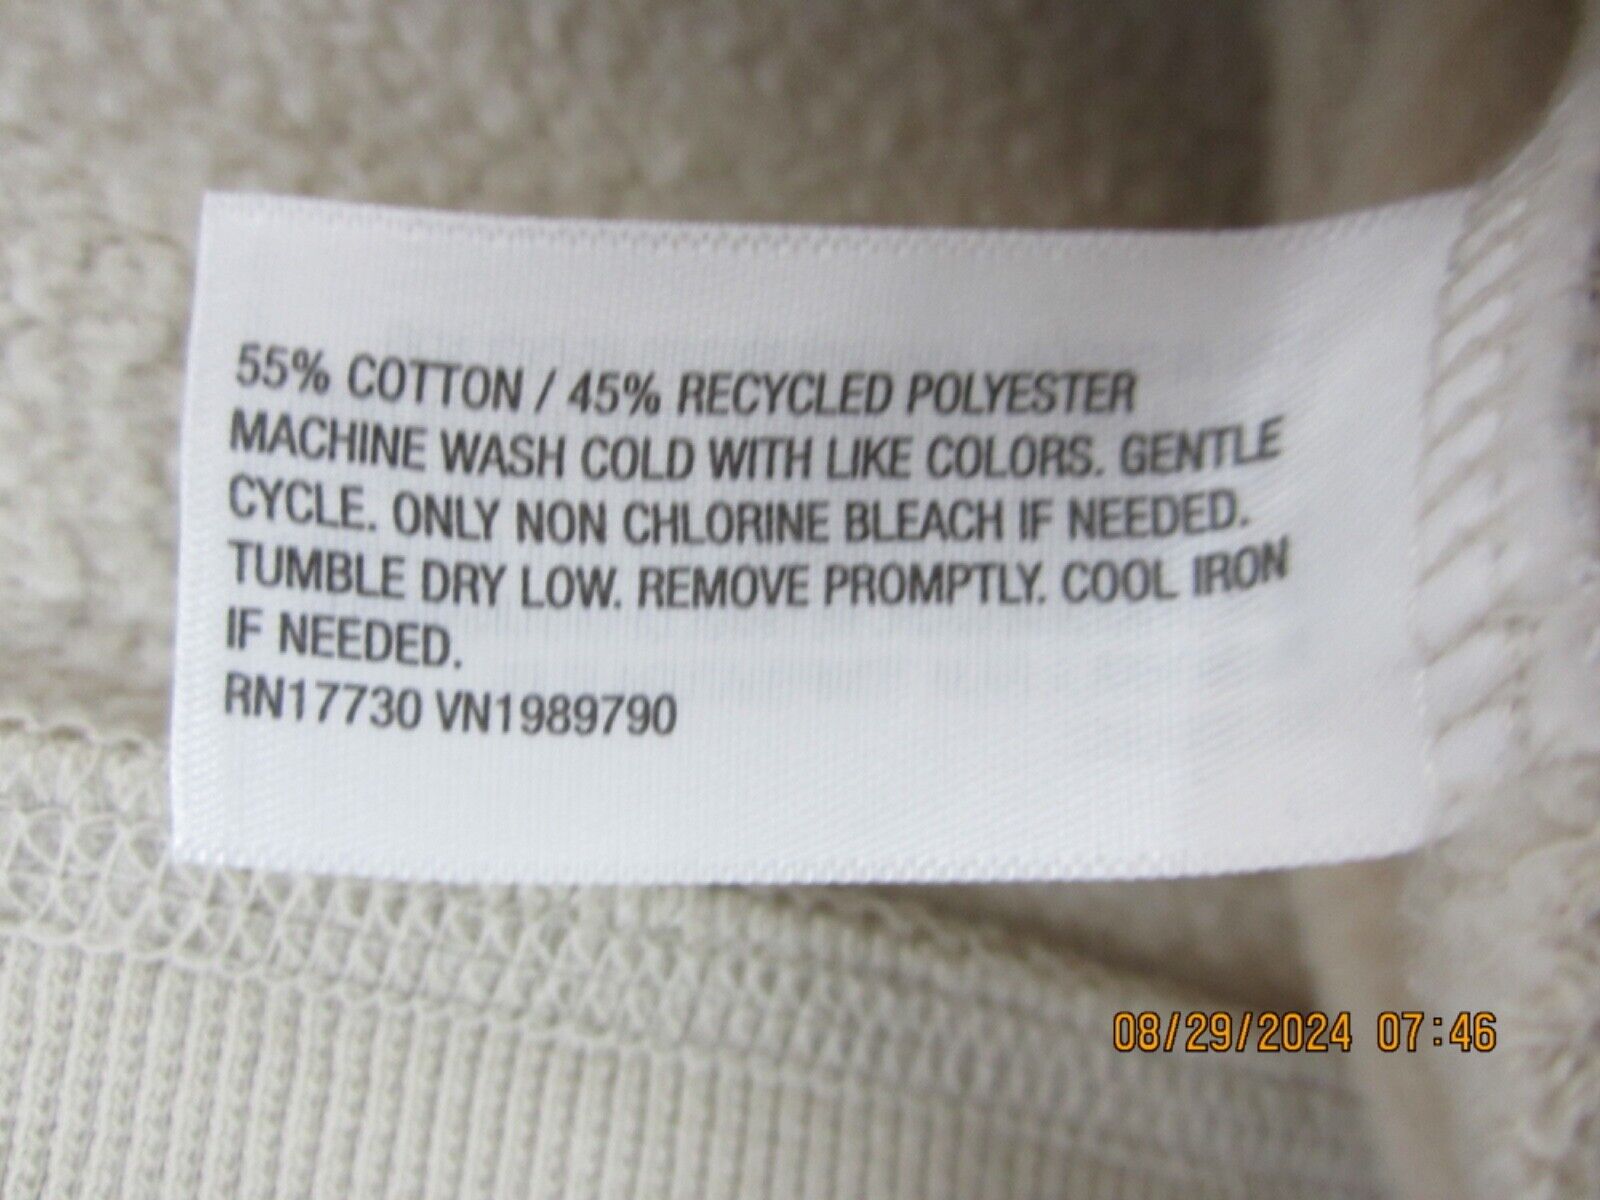 55% COTTON / 45% RECYCLED POLYESTER
MACHINE WASH COLD WITH LIKE COLORS. GENTLE
CYCLE. ONLY NON CHLORINE BLEACH IF NEEDED.
TUMBLE DRY LOW. REMOVE PROMPTLY. COOL IRON
IF NEEDED.
RN17730 VN1989790
08/29/2024 07:46